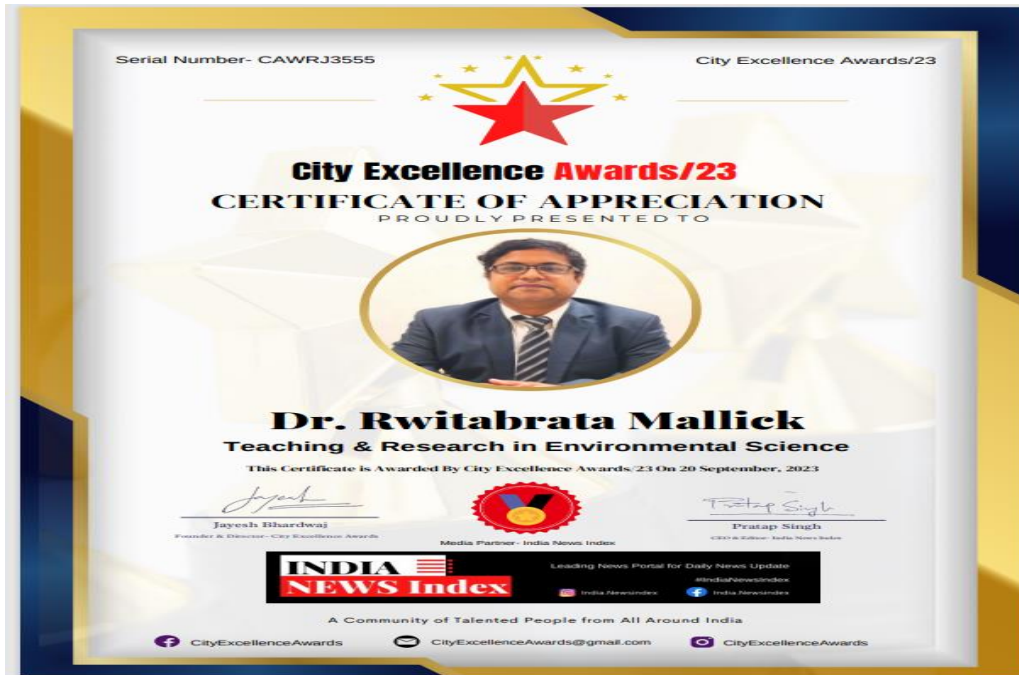 Serial Number- CAWRJ3555
City Excellence Awards/23
City Excellence Awards/23
CERTIFICATE OF APPRECIATION
PROUDLY PRESENTED TO
Dr. Rwitabrata Mallick
Teaching & Research in Environmental Science
This Certificate is Awarded By City Excellence Awards/23 On 20 September, 2023
Jayesh
Pratap Singh
Jayesh Bhardwaj
Pratap Singh
Founder & Director- City Excellence Awards
CEO & Editor- India News Index
Media Partner- India News Index
INDIA
NEWS Index
Leading News Portal for Daily News Update
#IndiaNewsIndex
India.Newsindex
India.Newsindex
A Community of Talented People from All Around India
CityExcellenceAwards
CityExcellenceAwards@gmail.com
CityExcellenceAwards